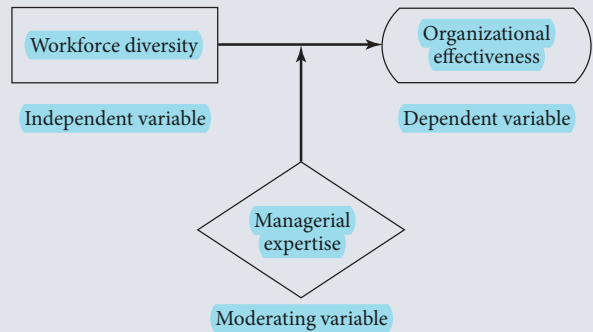 Workforce diversity
Organizational
effectiveness
Independent variable
Dependent variable
Managerial
expertise
Moderating variable